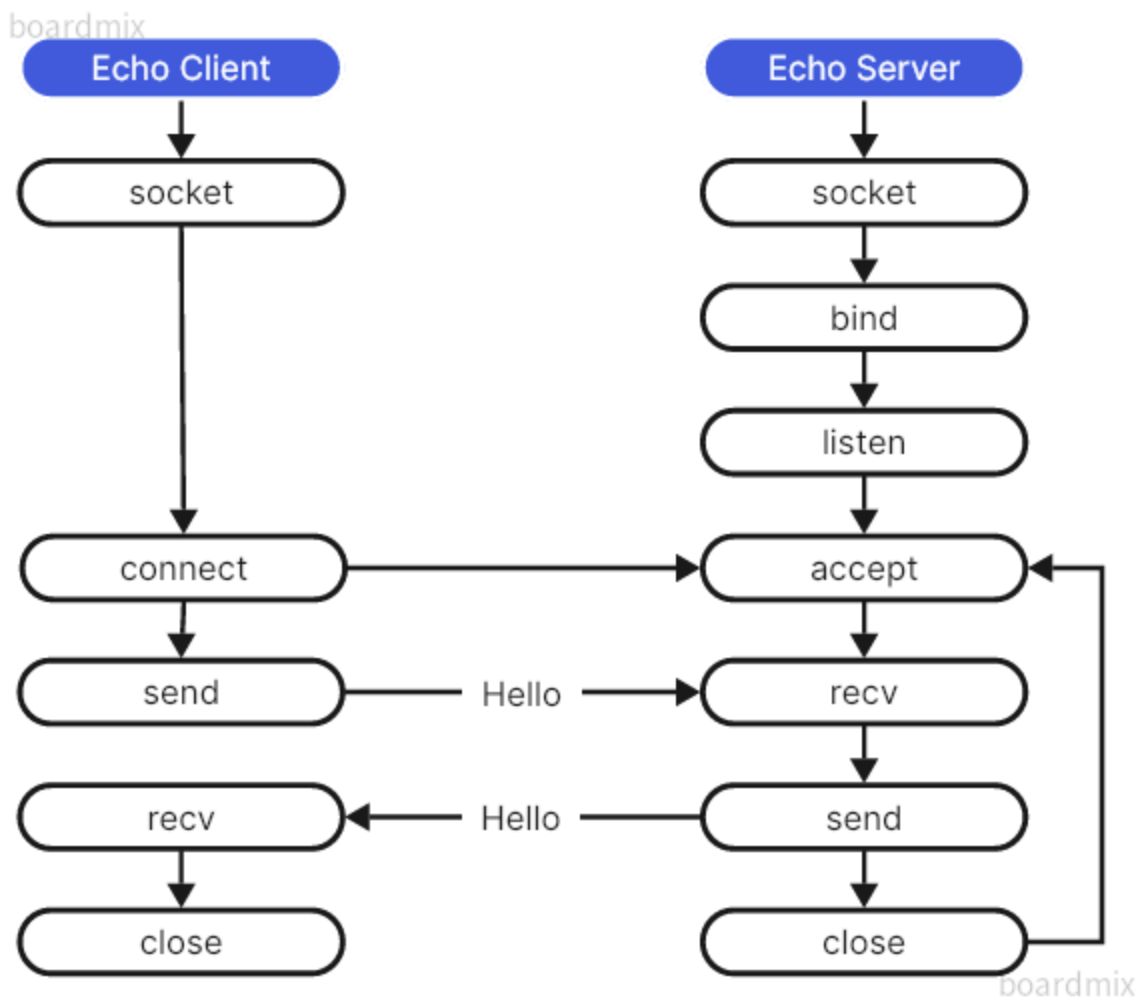 boardmix
Echo Client
Echo Server
socket
socket
bind
listen
connect
accept
send
Hello
recv
recv
Hello
send
close
close
boardmix